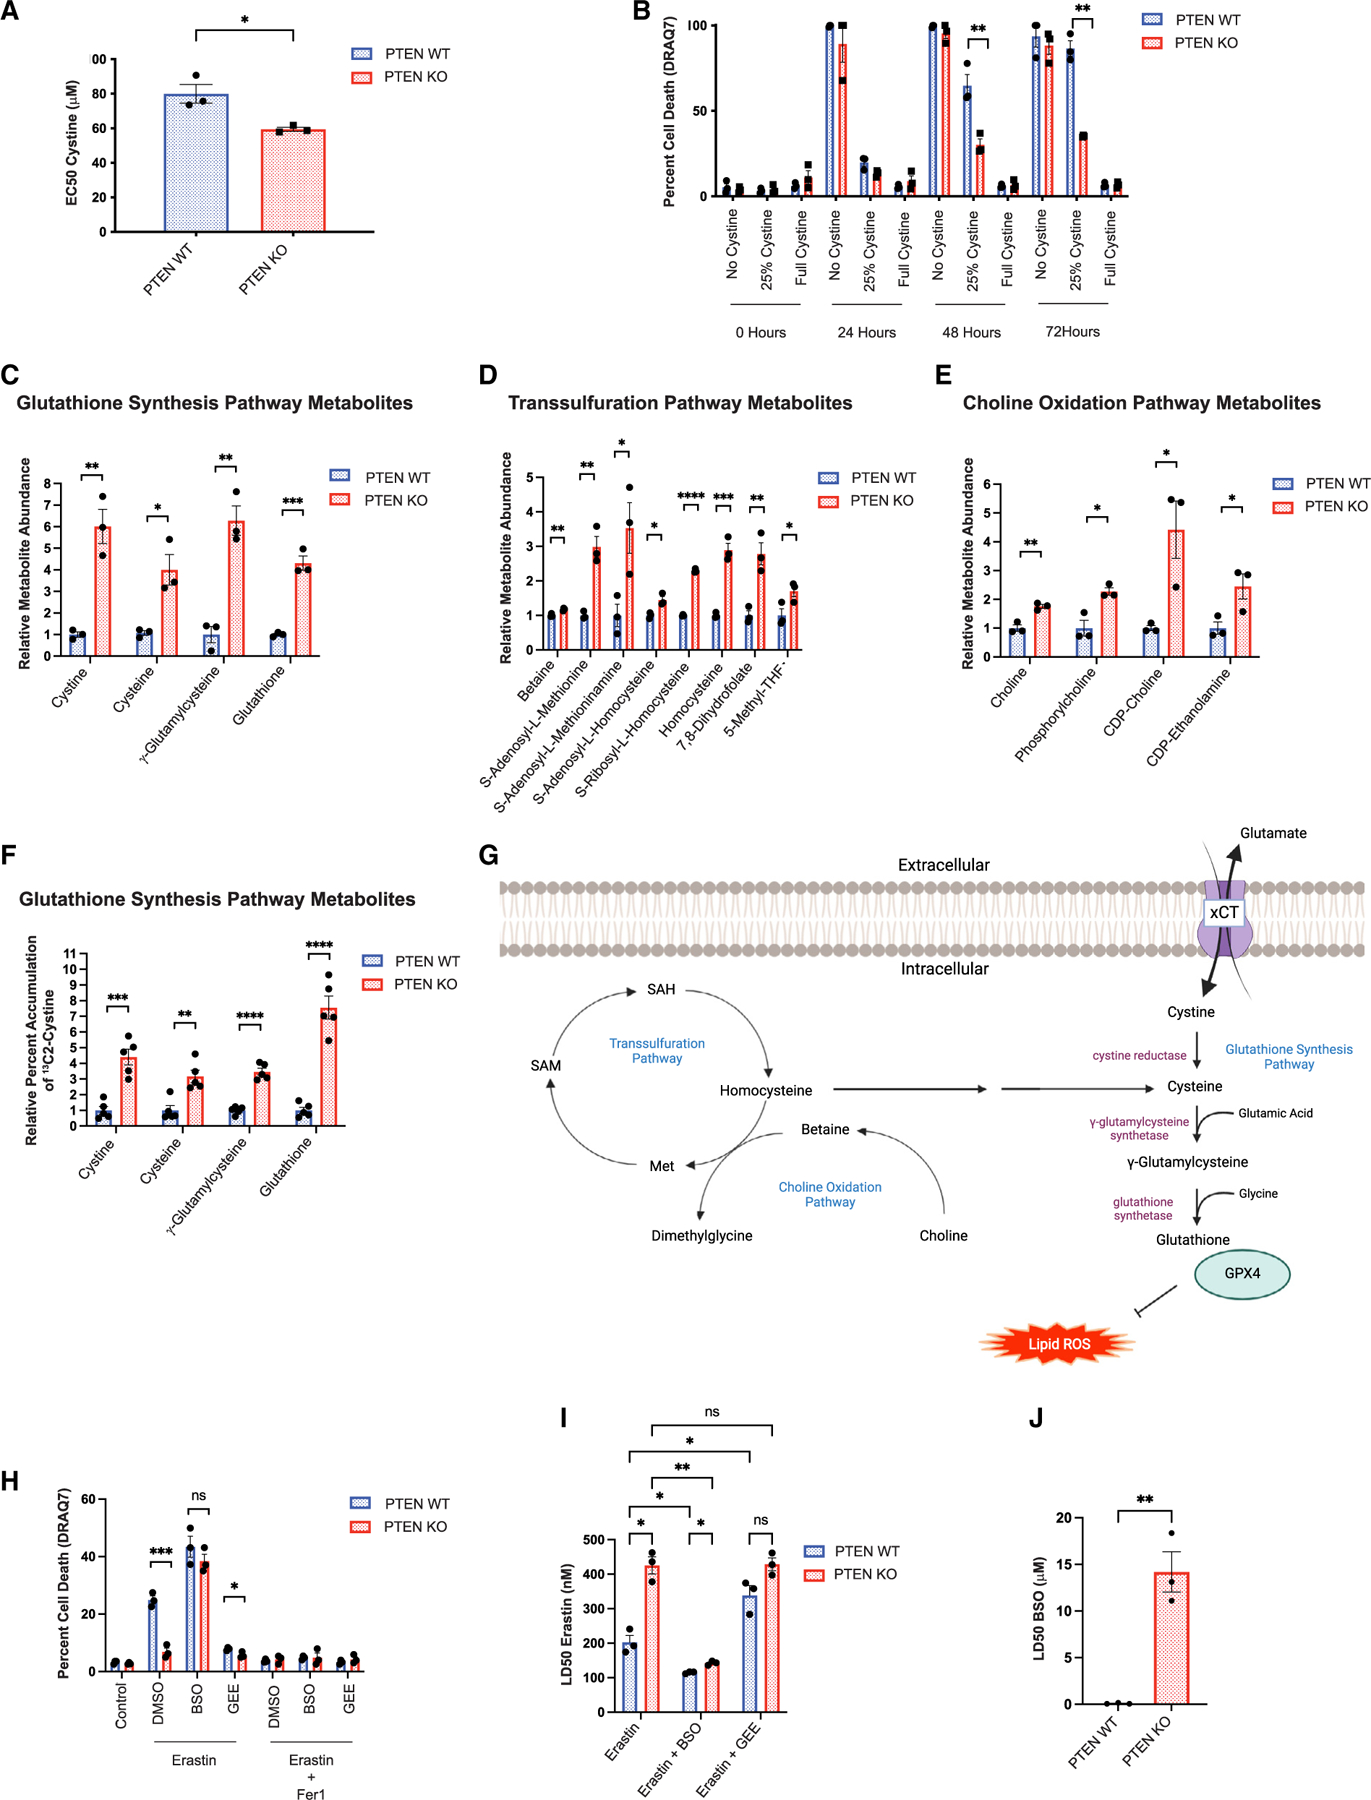 A
*
EC50 Cystine (µM)
00
80
60
40
20
0
PTEN WT
PTEN KO
PTEN WT
PTEN KO
B
Percent Cell Death (DRAQ7)
100
50
0
**
**
PTEN WT
PTEN KO
No Cystine
25% Cystine
Full Cystine
No Cystine
25% Cystine
Full Cystine
No Cystine
25% Cystine
Full Cystine
No Cystine
25% Cystine
Full Cystine
0 Hours
24 Hours
48 Hours
72Hours
C
Glutathione Synthesis Pathway Metabolites
Relative Metabolite Abundance
8
7
6
5
4
3
2
1
0
**
*
**
***
PTEN WT
PTEN KO
Cystine
Cysteine
γ-Glutamylcysteine
Glutathione
D
Transsulfuration Pathway Metabolites
Relative Metabolite Abundance
5
4
3
2
1
0
**
**
*
*
****
***
**
*
PTEN WT
PTEN KO
Betaine
S-Adenosyl-L-Methionine
S-Adenosyl-L-Methioninamine
S-Adenosyl-L-Homocysteine
S-Ribosyl-L-Homocysteine
Homocysteine
7,8-Dihydrofolate
5-Methyl-THF
E
Choline Oxidation Pathway Metabolites
Relative Metabolite Abundance
6
5
4
3
2
1
0
**
*
*
*
PTEN WT
PTEN KO
Choline
Phosphorylcholine
CDP-Choline
CDP-Ethanolamine
F
Glutathione Synthesis Pathway Metabolites
Relative Percent Accumulation
of ¹³C2-Cystine
11
10
9
8
7
6
5
4
3
2
1
0
***
**
****
****
PTEN WT
PTEN KO
Cystine
Cysteine
γ-Glutamylcysteine
Glutathione
G
Glutamate
Extracellular
xCT
Intracellular
SAH
Cystine
Transsulfuration
Pathway
cystine reductase
Glutathione Synthesis
Pathway
SAM
Homocysteine
Cysteine
Glutamic Acid
γ-glutamylcysteine
synthetase
Betaine
Met
γ-Glutamylcysteine
Choline Oxidation
Pathway
glutathione
synthetase
Glycine
Dimethylglycine
Choline
Glutathione
GPX4
Lipid ROS
H
Percent Cell Death (DRAQ7)
60
40
20
0
***
ns
*
PTEN WT
PTEN KO
Control
DMSO
BSO
GEE
DMSO
BSO
GEE
Erastin
Erastin
+
Fer1
I
ns
*
**
*
*
*
ns
LD50 Erastin (nM)
500
400
300
200
100
0
PTEN WT
PTEN KO
Erastin
Erastin + BSO
Erastin + GEE
J
**
LD50 BSO (µM)
20
15
10
5
0
PTEN WT
PTEN KO